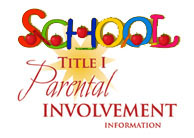 SCHOOL
TITLE I
Parental
INVOLVEMENT
INFORMATION